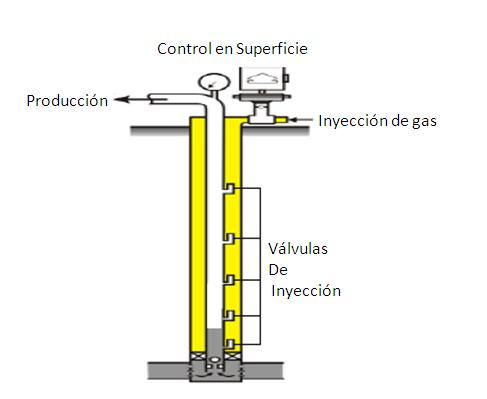 Control en Superficie
Producción
Inyección de gas
Válvulas
De
Inyección